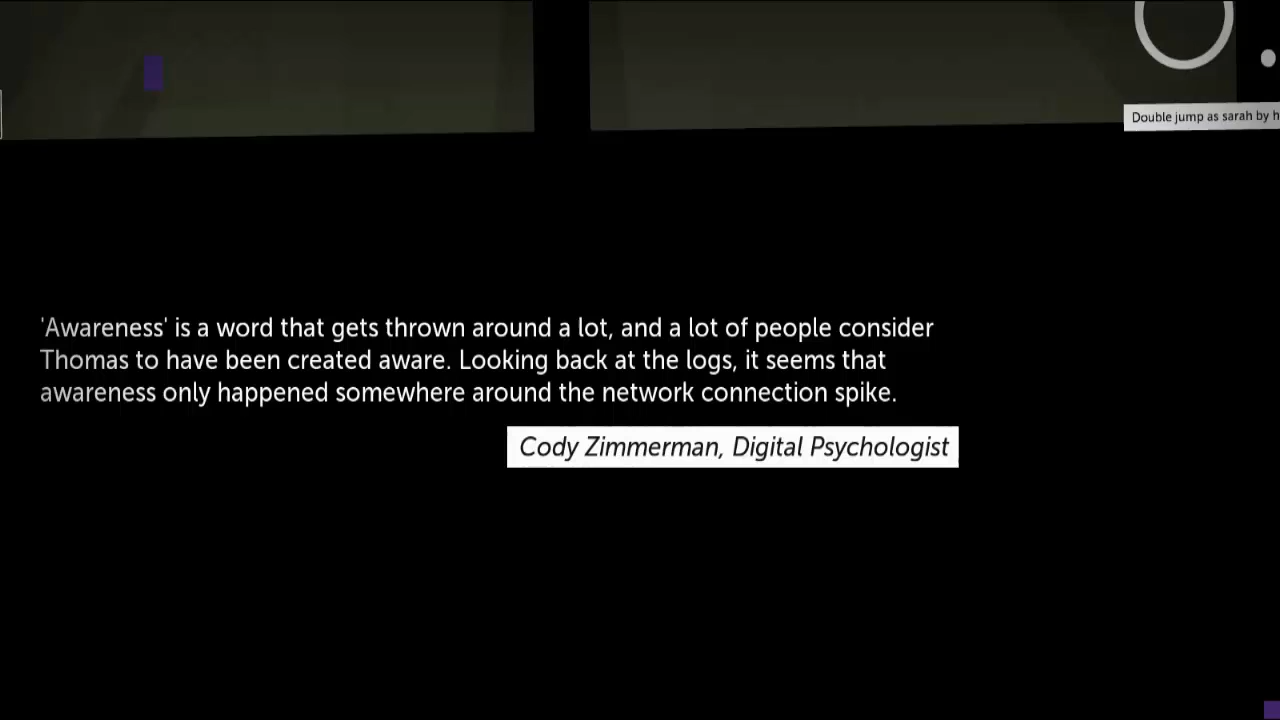 Double jump as sarah by
'Awareness' is a word that gets thrown around a lot, and a lot of people consider
Thomas to have been created aware. Looking back at the logs, it seems that
awareness only happened somewhere around the network connection spike.
Cody Zimmerman, Digital Psychologist